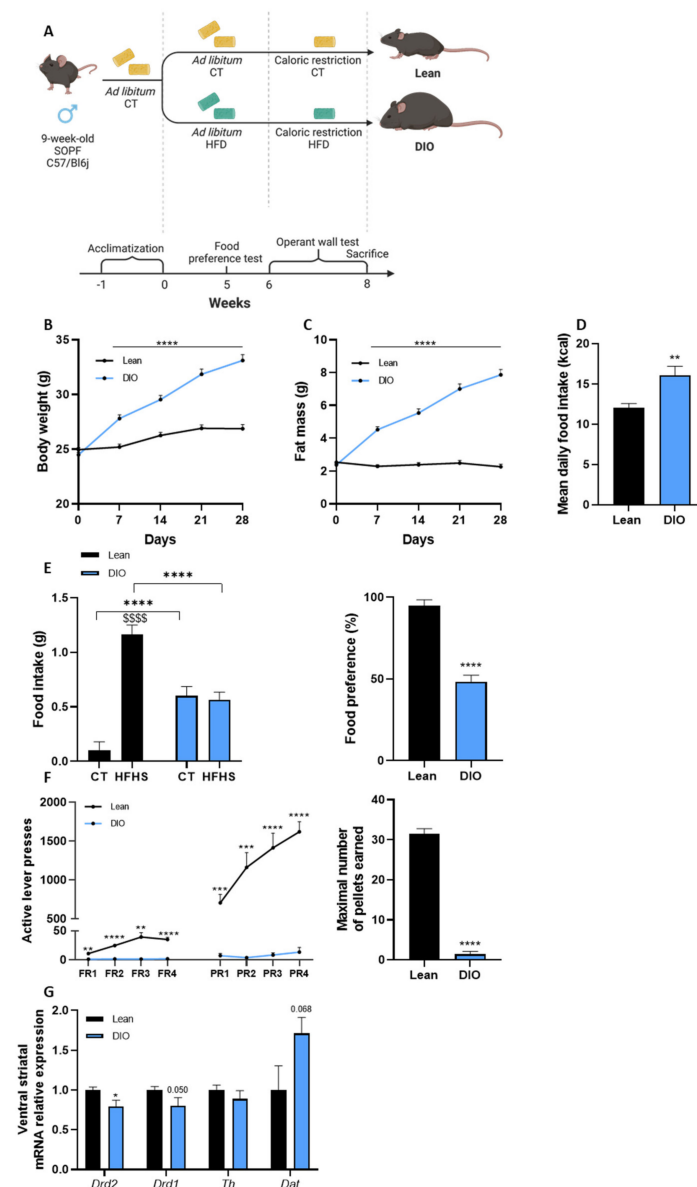 A
Ad libitum
CT
9-week-old
SOPF
C57/Bl6j
Ad libitum
CT
Caloric restriction
CT
Lean
Ad libitum
HFD
Caloric restriction
HFD
DIO
Acclimatization
Food
preference test
Operant wall test
Sacrifice
-1 0 5 6 8
Weeks
B
****
Lean
DIO
Body weight (g)
35
30
25
20
0 7 14 21 28
Days
C
****
Lean
DIO
Fat mass (g)
10
8
6
4
2
0
0 7 14 21 28
Days
D
**
Mean daily food intake (kcal)
20
15
10
5
0
Lean DIO
E
Lean
DIO
****
****
$$$$
Food intake (g)
1.5
1.0
0.5
0.0
CT HFHS CT HFHS
Food preference (%)
100
50
0
****
Lean DIO
F
Lean
DIO
Active lever presses
2000
1500
1000
500
50
0
** **** ** ****
*** *** **** ****
FR1 FR2 FR3 FR4 PR1 PR2 PR3 PR4
Maximal number
of pellets earned
40
30
20
10
0
****
Lean DIO
G
Lean
DIO
Ventral striatal
mRNA relative expression
2.0
1.5
1.0
0.5
0.0
* 0.050 0.068
Drd2 Drd1 Th Dat